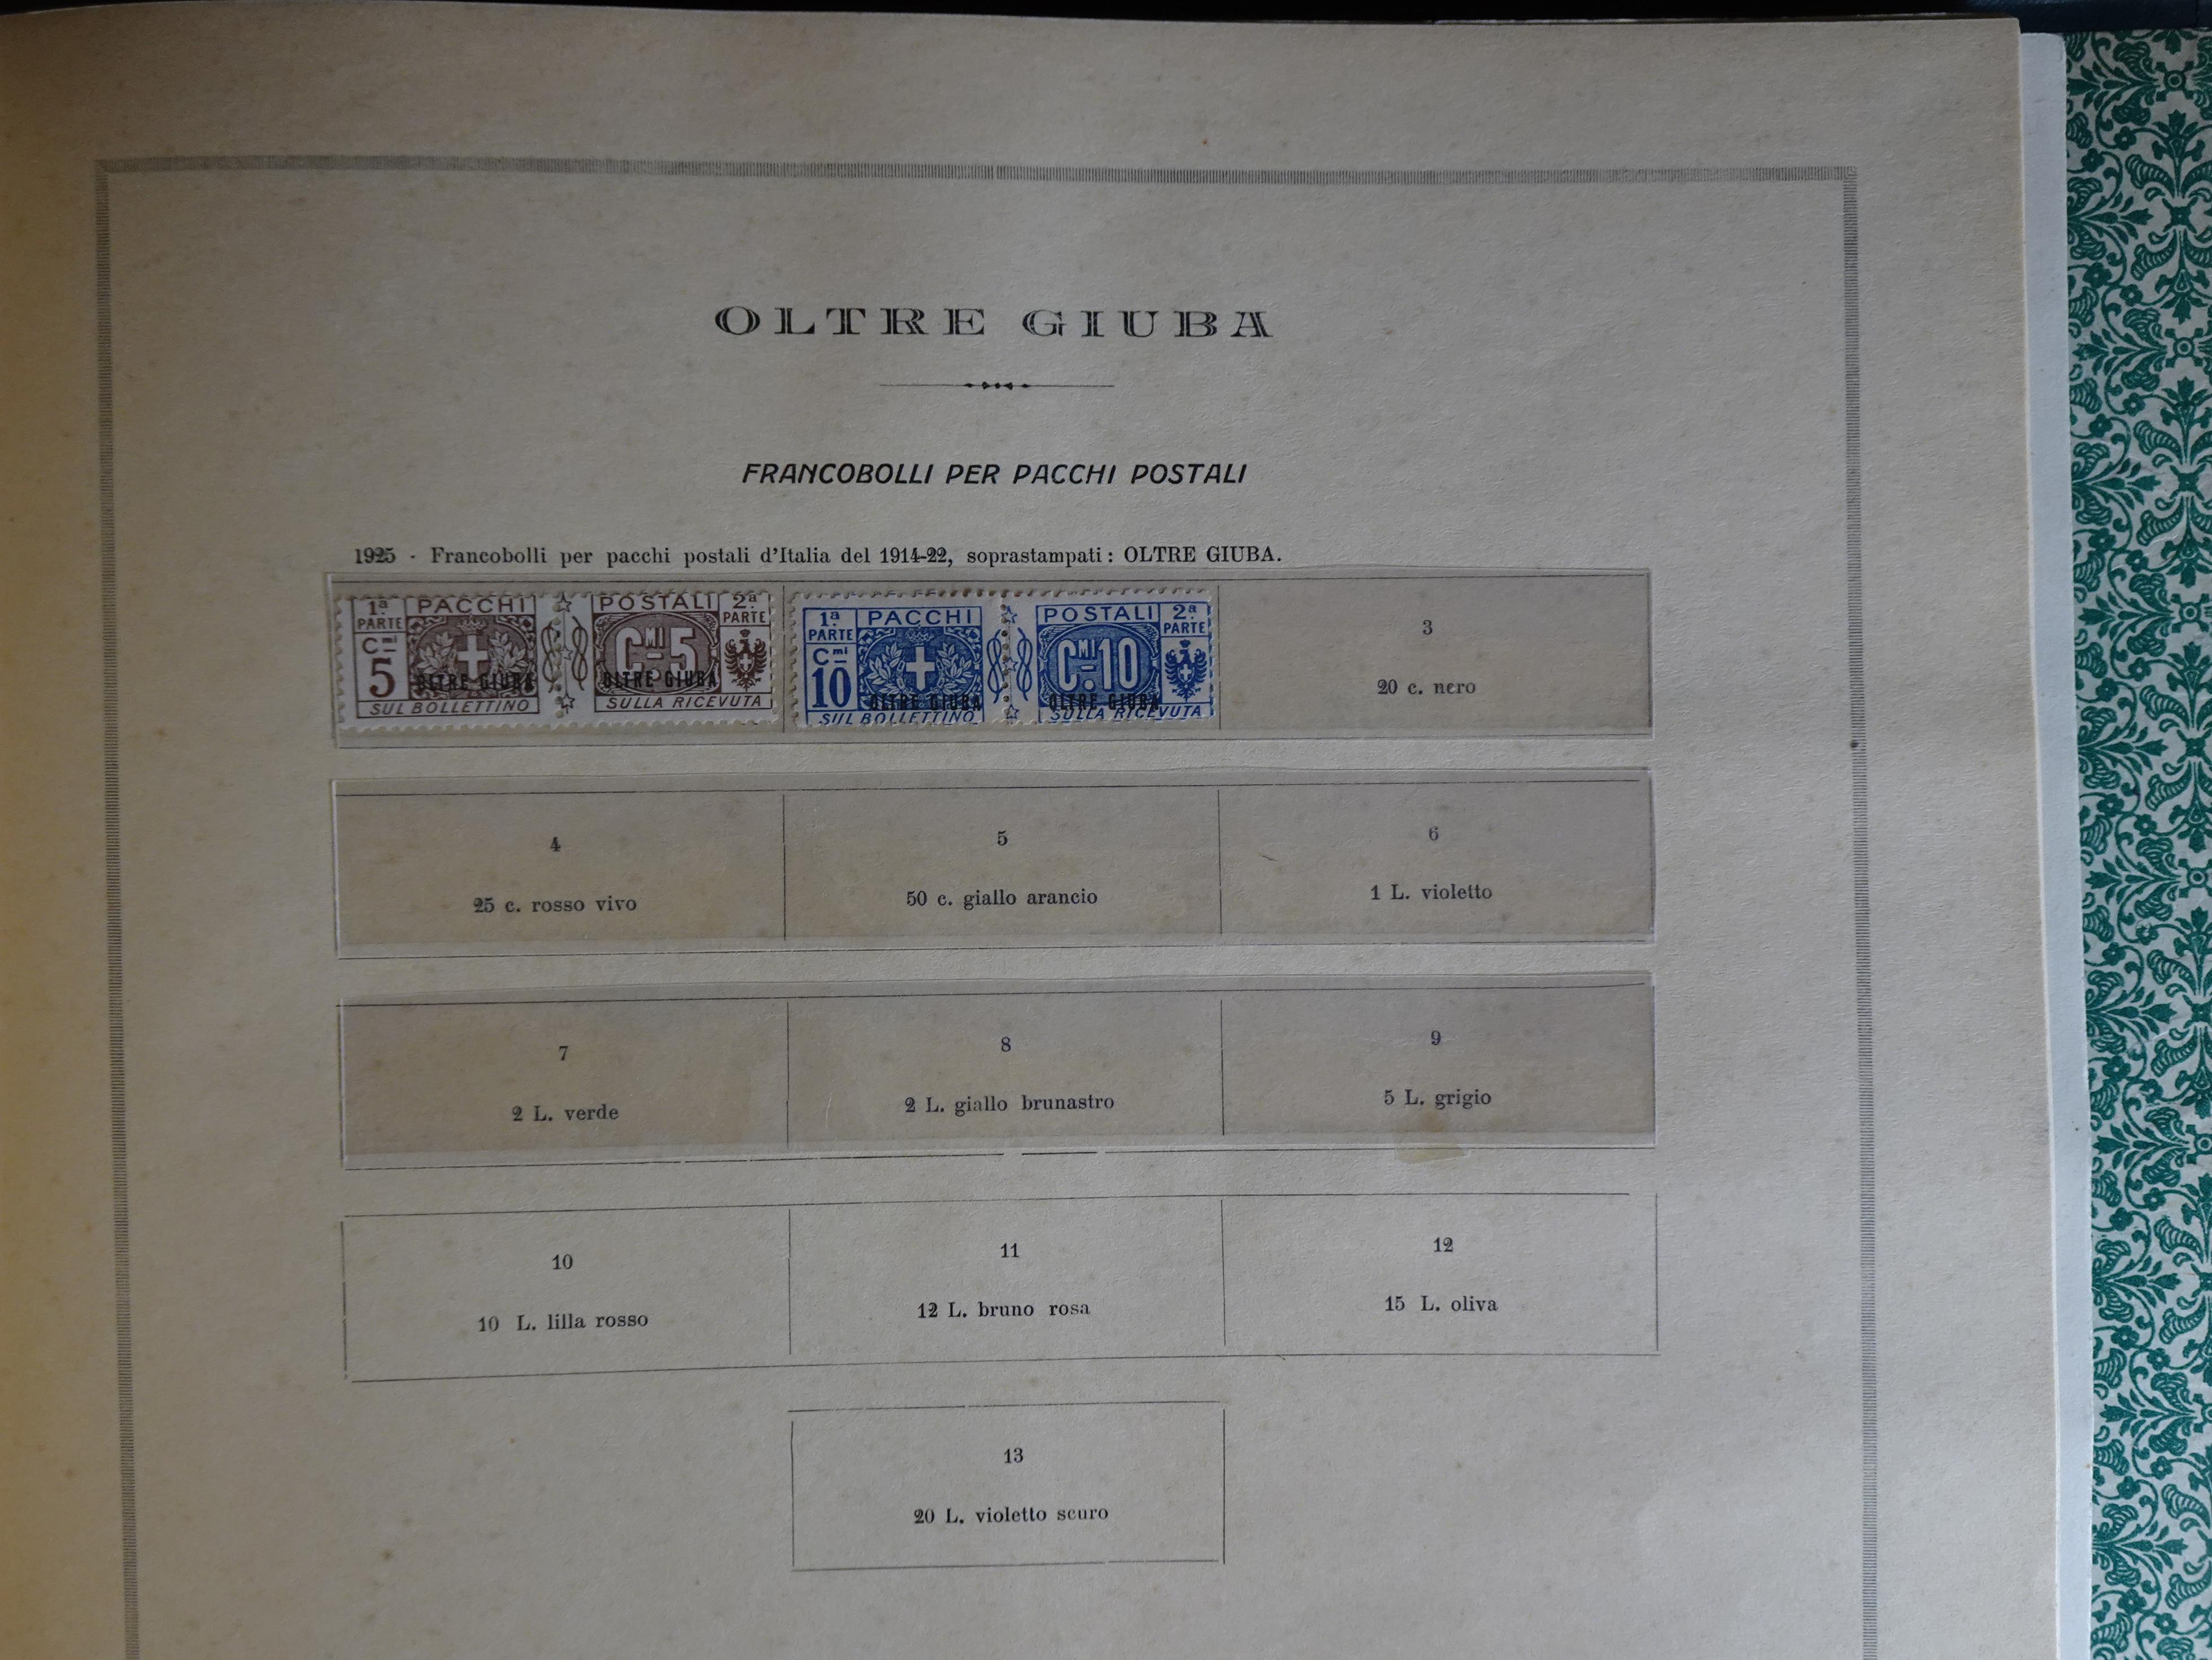 OLTRE GIUBA
FRANCOBOLLI PER PACCHI POSTALI
1925 - Francobolli per pacchi postali d'Italia del 1914-22, soprastampati: OLTRE GIUBA.
1ª PARTE PACCHI POSTALI 2ª PARTE
Cmi 5 CMI 5
OLTRE GIUBA OLTRE GIUBA
SUL BOLLETTINO SULLA RICEVUTA
1ª PARTE PACCHI POSTALI 2ª PARTE
Cmi 10 CMI 10
OLTRE GIUBA OLTRE GIUBA
SUL BOLLETTINO SULLA RICEVUTA
3
20 c. nero
4
25 c. rosso vivo
5
50 c. giallo arancio
6
1 L. violetto
7
2 L. verde
8
2 L. giallo brunastro
9
5 L. grigio
10
10 L. lilla rosso
11
12 L. bruno rosa
12
15 L. oliva
13
20 L. violetto scuro